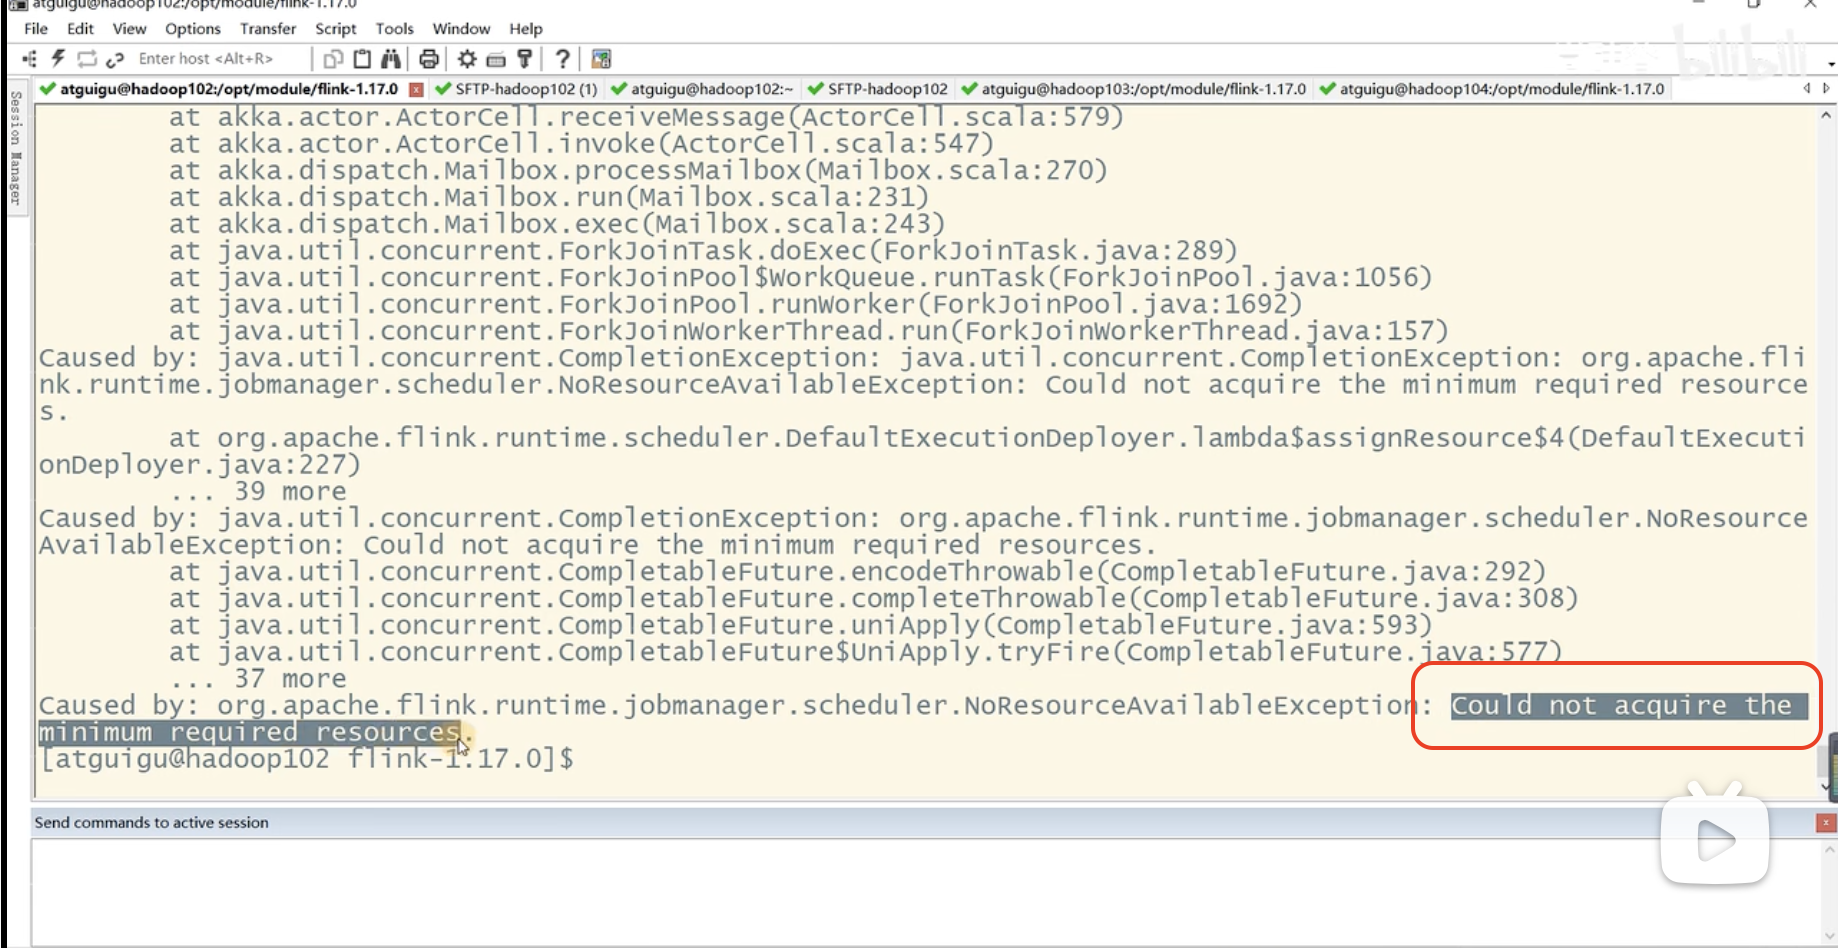 atguigu@hadoop102:/opt/module/flink-1.17.0
File Edit View Options Transfer Script Tools Window Help
Enter host <Alt+R>
bilibili
atguigu@hadoop102:/opt/module/flink-1.17.0 SFTP-hadoop102 (1) atguigu@hadoop102:~ SFTP-hadoop102 atguigu@hadoop103:/opt/module/flink-1.17.0 atguigu@hadoop104:/opt/module/flink-1.17.0
Session Manager
at akka.actor.ActorCell.receiveMessage(ActorCell.scala:579)
at akka.actor.ActorCell.invoke(ActorCell.scala:547)
at akka.dispatch.Mailbox.processMailbox(Mailbox.scala:270)
at akka.dispatch.Mailbox.run(Mailbox.scala:231)
at akka.dispatch.Mailbox.exec(Mailbox.scala:243)
at java.util.concurrent.ForkJoinTask.doExec(ForkJoinTask.java:289)
at java.util.concurrent.ForkJoinPool$WorkQueue.runTask(ForkJoinPool.java:1056)
at java.util.concurrent.ForkJoinPool.runWorker(ForkJoinPool.java:1692)
at java.util.concurrent.ForkJoinWorkerThread.run(ForkJoinWorkerThread.java:157)
Caused by: java.util.concurrent.CompletionException: java.util.concurrent.CompletionException: org.apache.fli
nk.runtime.jobmanager.scheduler.NoResourceAvailableException: Could not acquire the minimum required resource
s.
at org.apache.flink.runtime.scheduler.DefaultExecutionDeployer.lambda$assignResource$4(DefaultExecuti
onDeployer.java:227)
... 39 more
Caused by: java.util.concurrent.CompletionException: org.apache.flink.runtime.jobmanager.scheduler.NoResource
AvailableException: Could not acquire the minimum required resources.
at java.util.concurrent.CompletableFuture.encodeThrowable(CompletableFuture.java:292)
at java.util.concurrent.CompletableFuture.completeThrowable(CompletableFuture.java:308)
at java.util.concurrent.CompletableFuture.uniApply(CompletableFuture.java:593)
at java.util.concurrent.CompletableFuture$UniApply.tryFire(CompletableFuture.java:577)
... 37 more
Caused by: org.apache.flink.runtime.jobmanager.scheduler.NoResourceAvailableException: Could not acquire the
minimum required resources.
[atguigu@hadoop102 flink-1.17.0]$
Send commands to active session